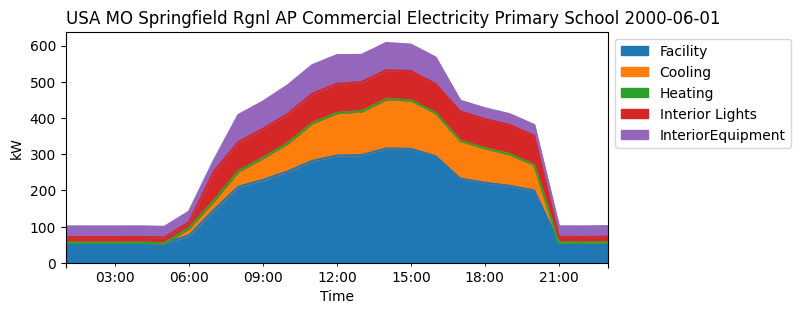 USA MO Springfield Rgnl AP Commercial Electricity Primary School 2000-06-01
600
500
400
300
200
100
0
kW
03:00 06:00 09:00 12:00 15:00 18:00 21:00
Time
Facility
Cooling
Heating
Interior Lights
InteriorEquipment